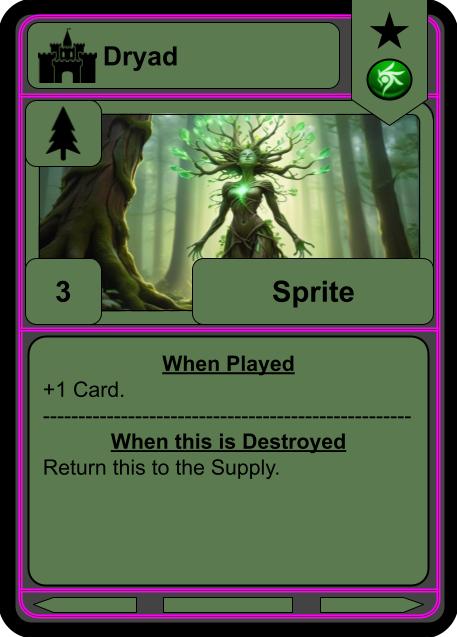 Dryad
3
Sprite
When Played
+1 Card.
----------------------------------------------------
When this is Destroyed
Return this to the Supply.